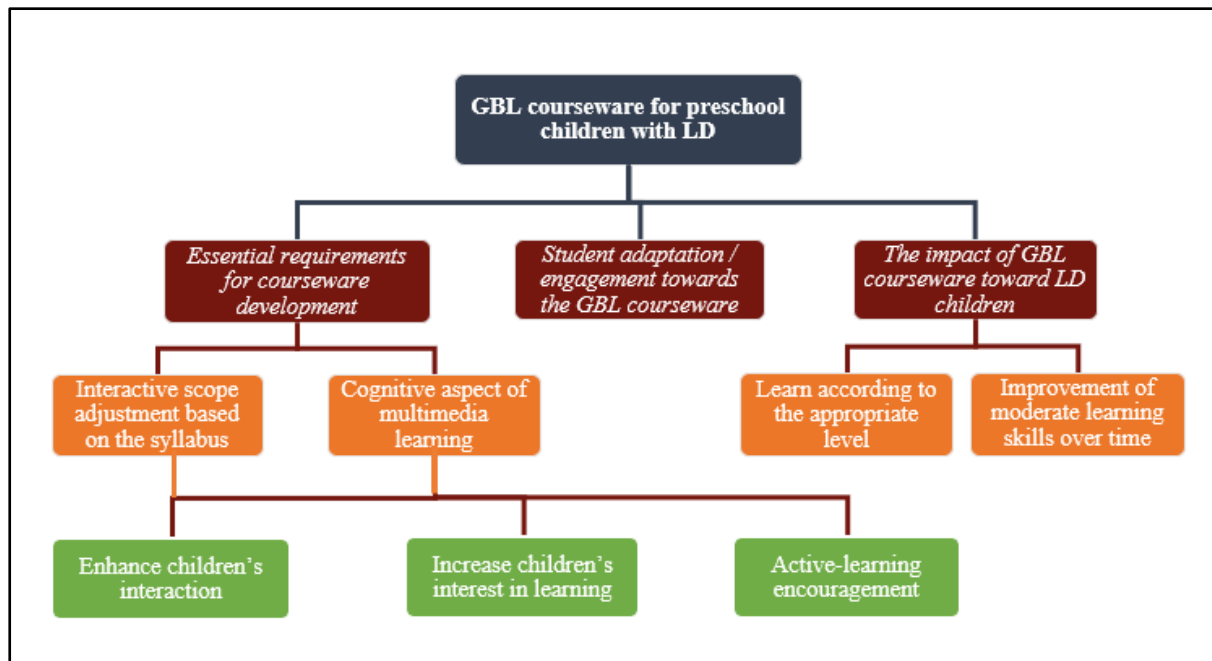 GBL courseware for preschool
children with LD
Essential requirements
for courseware
development
Student adaptation /
engagement towards
the GBL courseware
The impact of GBL
courseware toward LD
children
Interactive scope
adjustment based
on the syllabus
Cognitive aspect of
multimedia
learning
Learn according to
the appropriate
level
Improvement of
moderate learning
skills over time
Enhance children’s
interaction
Increase children’s
interest in learning
Active-learning
encouragement